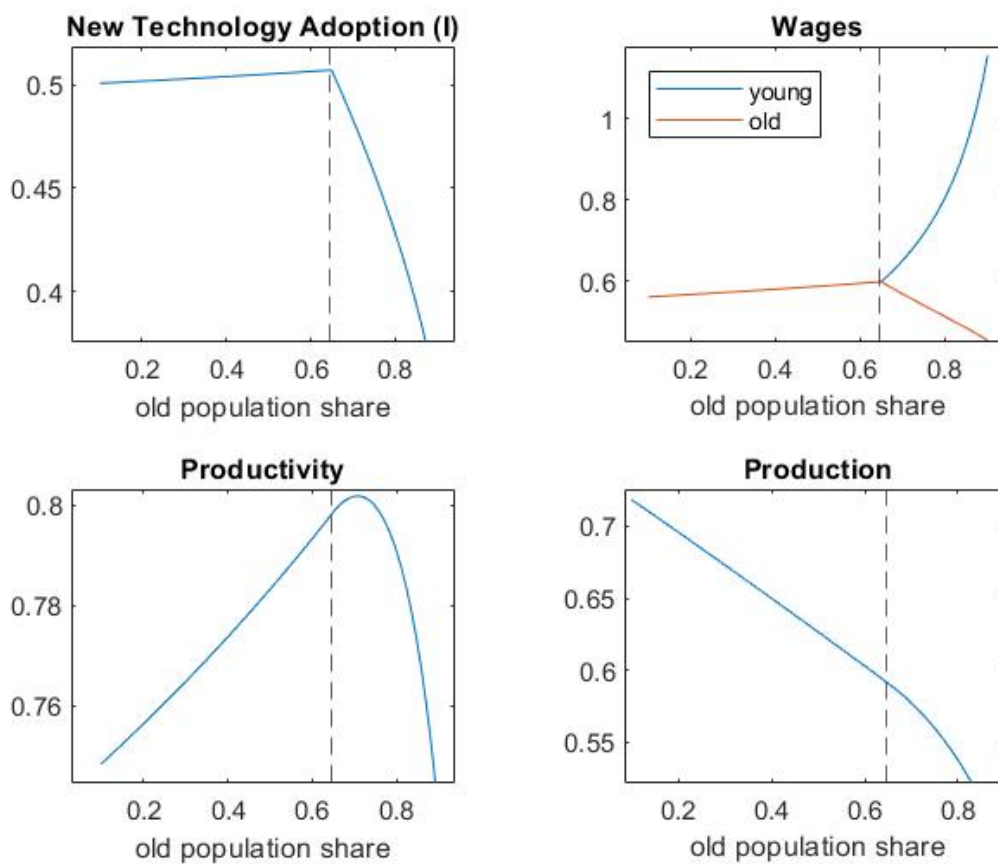 New Technology Adoption (I)
0.5
0.45
0.4
0.2 0.4 0.6 0.8
old population share
Wages
young
old
1
0.8
0.6
0.2 0.4 0.6 0.8
old population share
Productivity
0.8
0.78
0.76
0.2 0.4 0.6 0.8
old population share
Production
0.7
0.65
0.6
0.55
0.2 0.4 0.6 0.8
old population share